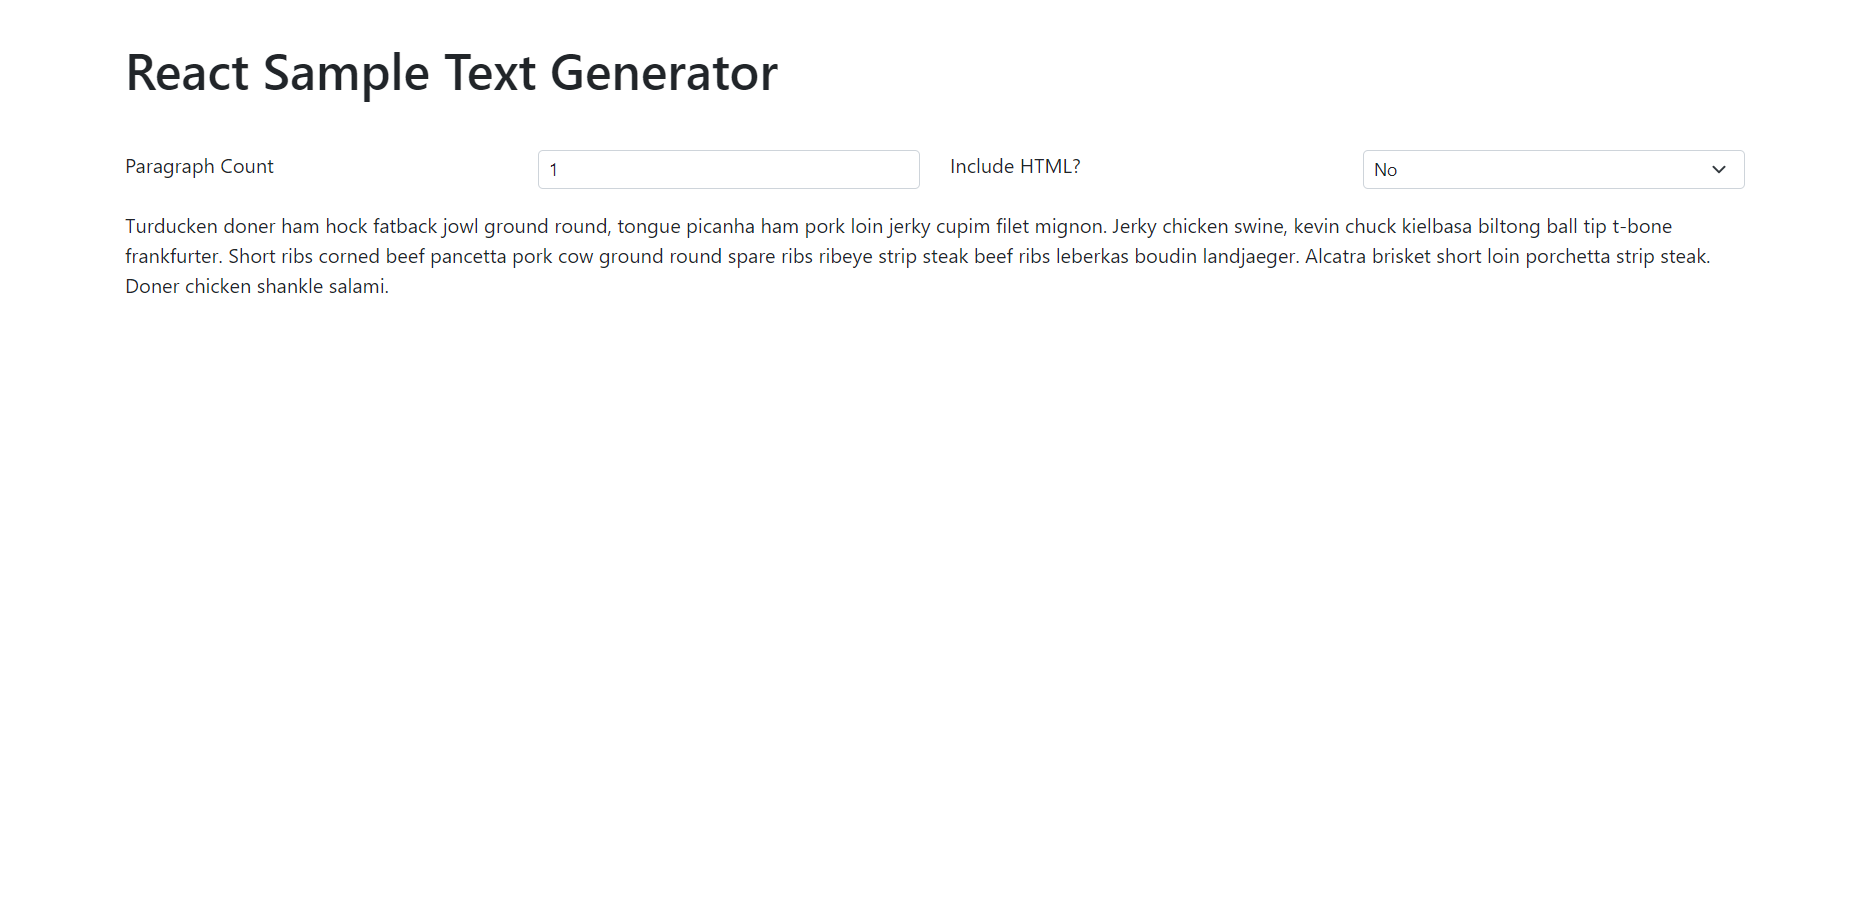 React Sample Text Generator
Paragraph Count
1
Include HTML?
No
Turducken doner ham hock fatback jowl ground round, tongue picanha ham pork loin jerky cupim filet mignon. Jerky chicken swine, kevin chuck kielbasa biltong ball tip t-bone
frankfurter. Short ribs corned beef pancetta pork cow ground round spare ribs ribeye strip steak beef ribs leberkas boudin landjaeger. Alcatra brisket short loin porchetta strip steak.
Doner chicken shankle salami.